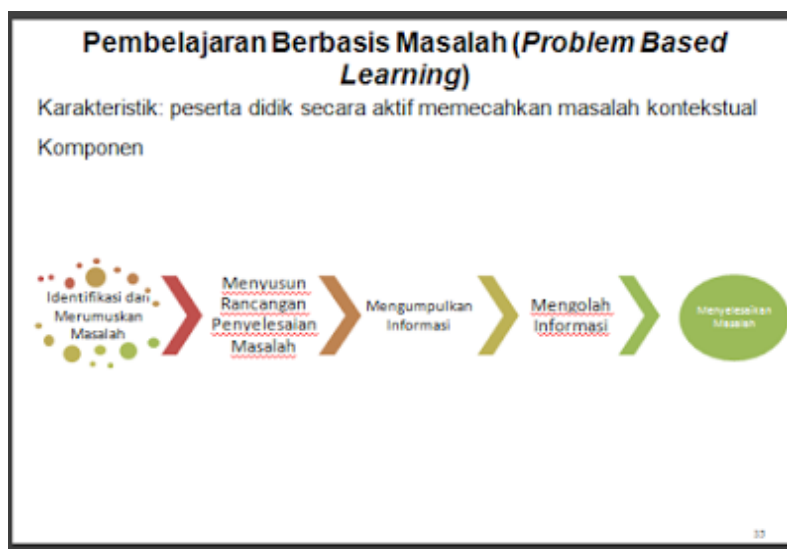 Pembelajaran Berbasis Masalah (Problem Based
Learning)
Karakteristik: peserta didik secara aktif memecahkan masalah kontekstual
Komponen
Identifikasi dan
Merumuskan
Masalah
Menyusun
Rancangan
Penyelesaian
Masalah
Mengumpulkan
Informasi
Mengolah
Informasi
Menyelesaikan
Masalah